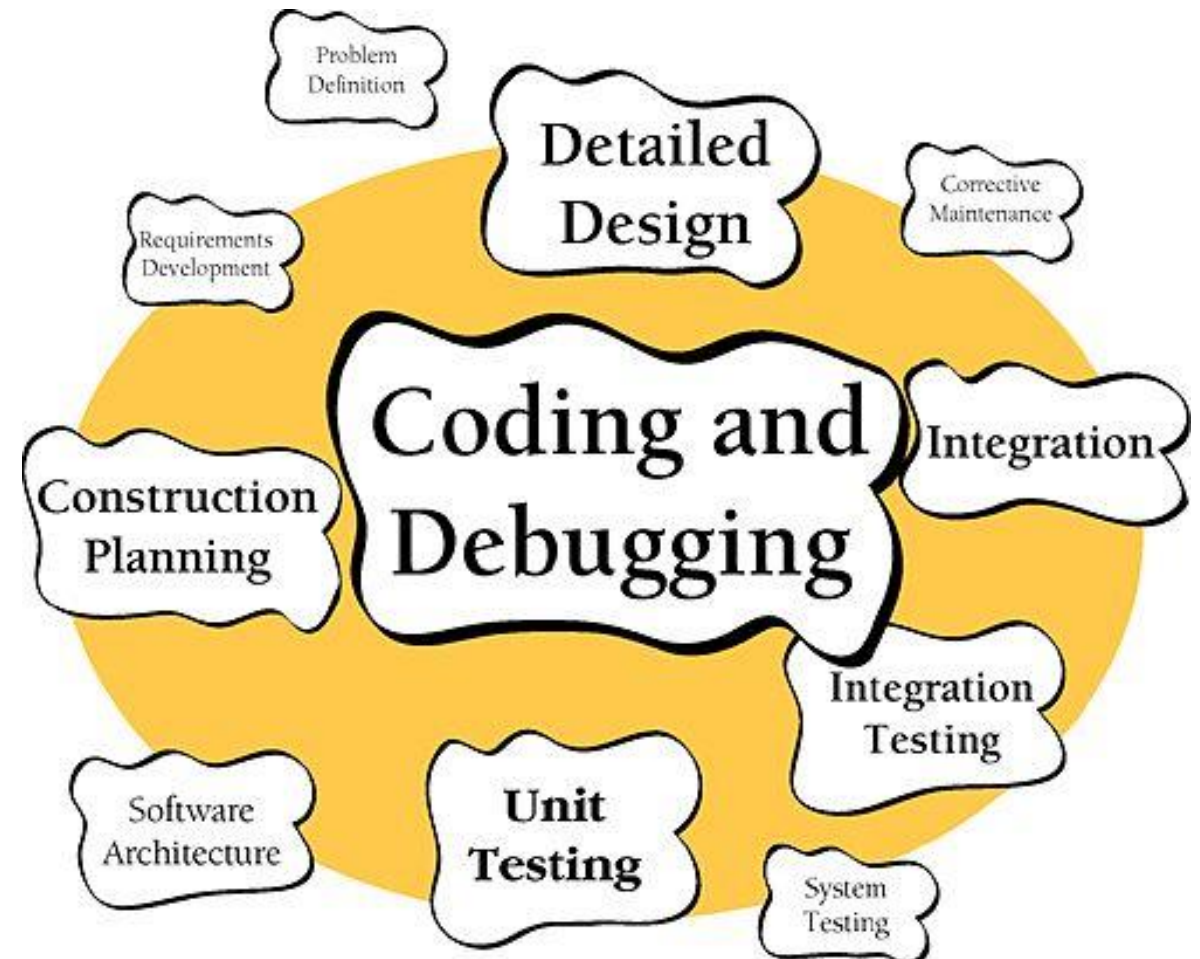 Problem
Definition
Detailed
Design
Corrective
Maintenance
Requirements
Development
Coding and
Debugging
Integration
Construction
Planning
Integration
Testing
Software
Architecture
Unit
Testing
System
Testing